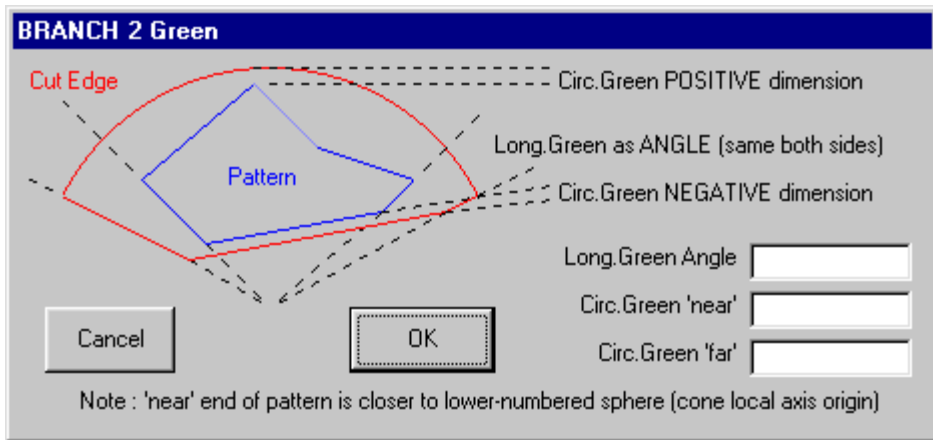 BRANCH 2 Green
Cut Edge
Circ.Green POSITIVE dimension
Long.Green as ANGLE (same both sides)
Pattern
Circ.Green NEGATIVE dimension
Long.Green Angle
Circ.Green 'near'
Circ.Green 'far'
Cancel
OK
Note : 'near' end of pattern is closer to lower-numbered sphere (cone local axis origin)